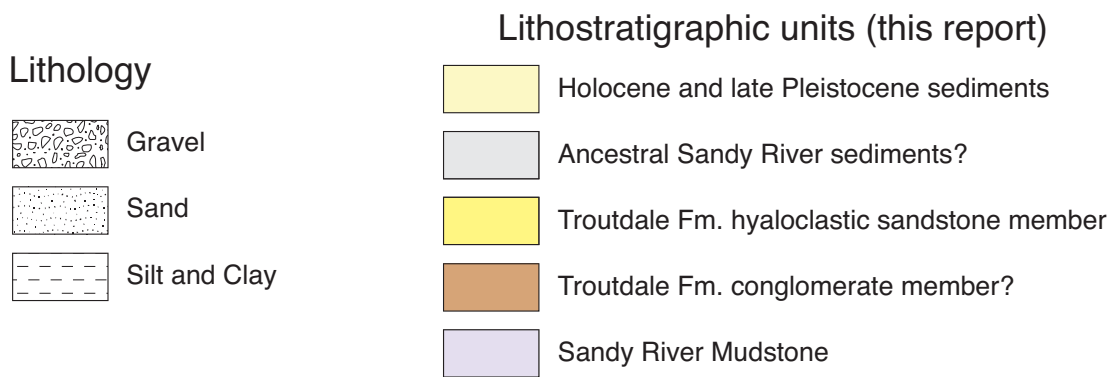 Lithology
Gravel
Sand
Silt and Clay
Lithostratigraphic units (this report)
Holocene and late Pleistocene sediments
Ancestral Sandy River sediments?
Troutdale Fm. hyaloclastic sandstone member
Troutdale Fm. conglomerate member?
Sandy River Mudstone